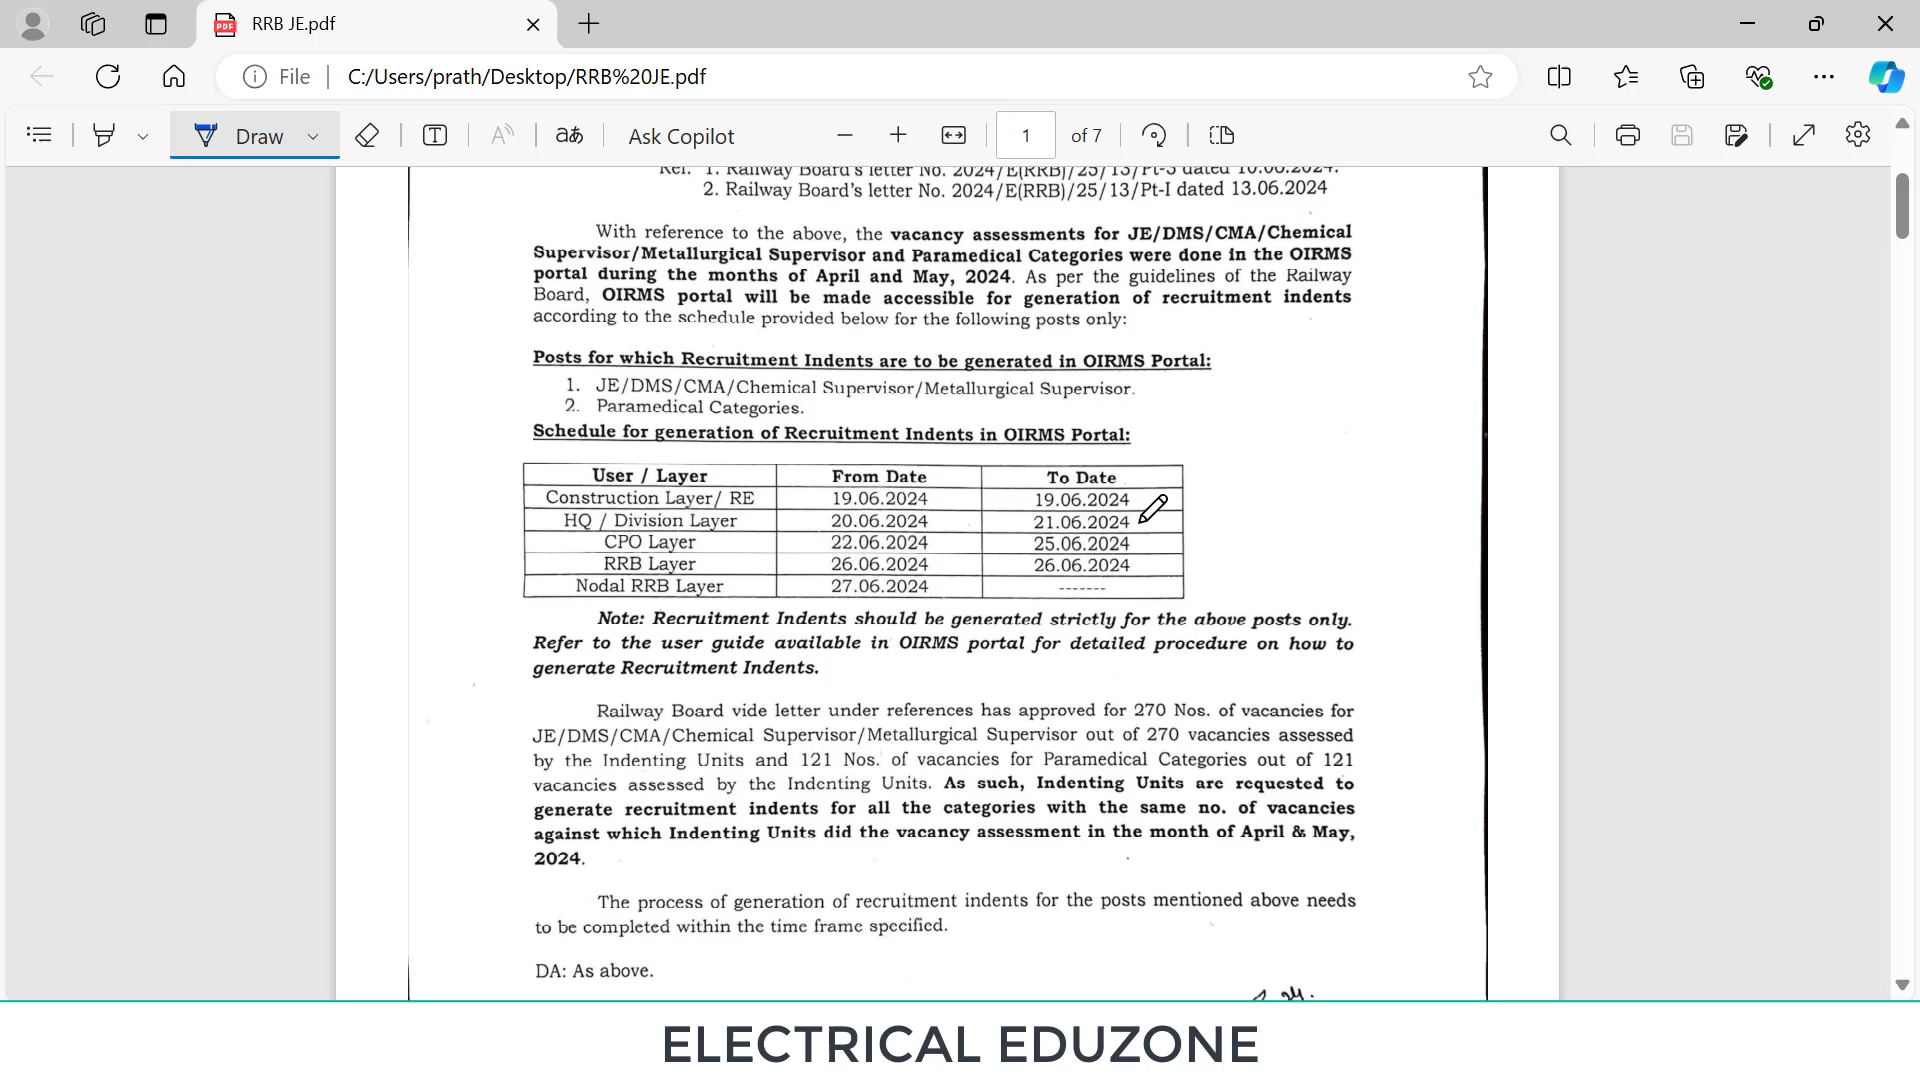 RRB JE.pdf
File
C:/Users/prath/Desktop/RRB%20JE.pdf
Draw
Ask Copilot
1 of 7
Ref: 1. Railway Board's letter No. 2024/E(RRB)/25/13/Pt-3 dated 10.06.2024.
2. Railway Board's letter No. 2024/E(RRB)/25/13/Pt-I dated 13.06.2024
With reference to the above, the vacancy assessments for JE/DMS/CMA/Chemical
Supervisor/Metallurgical Supervisor and Paramedical Categories were done in the OIRMS
portal during the months of April and May, 2024. As per the guidelines of the Railway
Board, OIRMS portal will be made accessible for generation of recruitment indents
according to the schedule provided below for the following posts only:
Posts for which Recruitment Indents are to be generated in OIRMS Portal:
1. JE/DMS/CMA/Chemical Supervisor/Metallurgical Supervisor.
2. Paramedical Categories.
Schedule for generation of Recruitment Indents in OIRMS Portal:
User / Layer From Date To Date
Construction Layer/ RE 19.06.2024 19.06.2024
HQ / Division Layer 20.06.2024 21.06.2024
CPO Layer 22.06.2024 25.06.2024
RRB Layer 26.06.2024 26.06.2024
Nodal RRB Layer 27.06.2024 -------
Note: Recruitment Indents should be generated strictly for the above posts only.
Refer to the user guide available in OIRMS portal for detailed procedure on how to
generate Recruitment Indents.
Railway Board vide letter under references has approved for 270 Nos. of vacancies for
JE/DMS/CMA/Chemical Supervisor/Metallurgical Supervisor out of 270 vacancies assessed
by the Indenting Units and 121 Nos. of vacancies for Paramedical Categories out of 121
vacancies assessed by the Indenting Units. As such, Indenting Units are requested to
generate recruitment indents for all the categories with the same no. of vacancies
against which Indenting Units did the vacancy assessment in the month of April & May,
2024.
The process of generation of recruitment indents for the posts mentioned above needs
to be completed within the time frame specified.
DA: As above.
ELECTRICAL EDUZONE